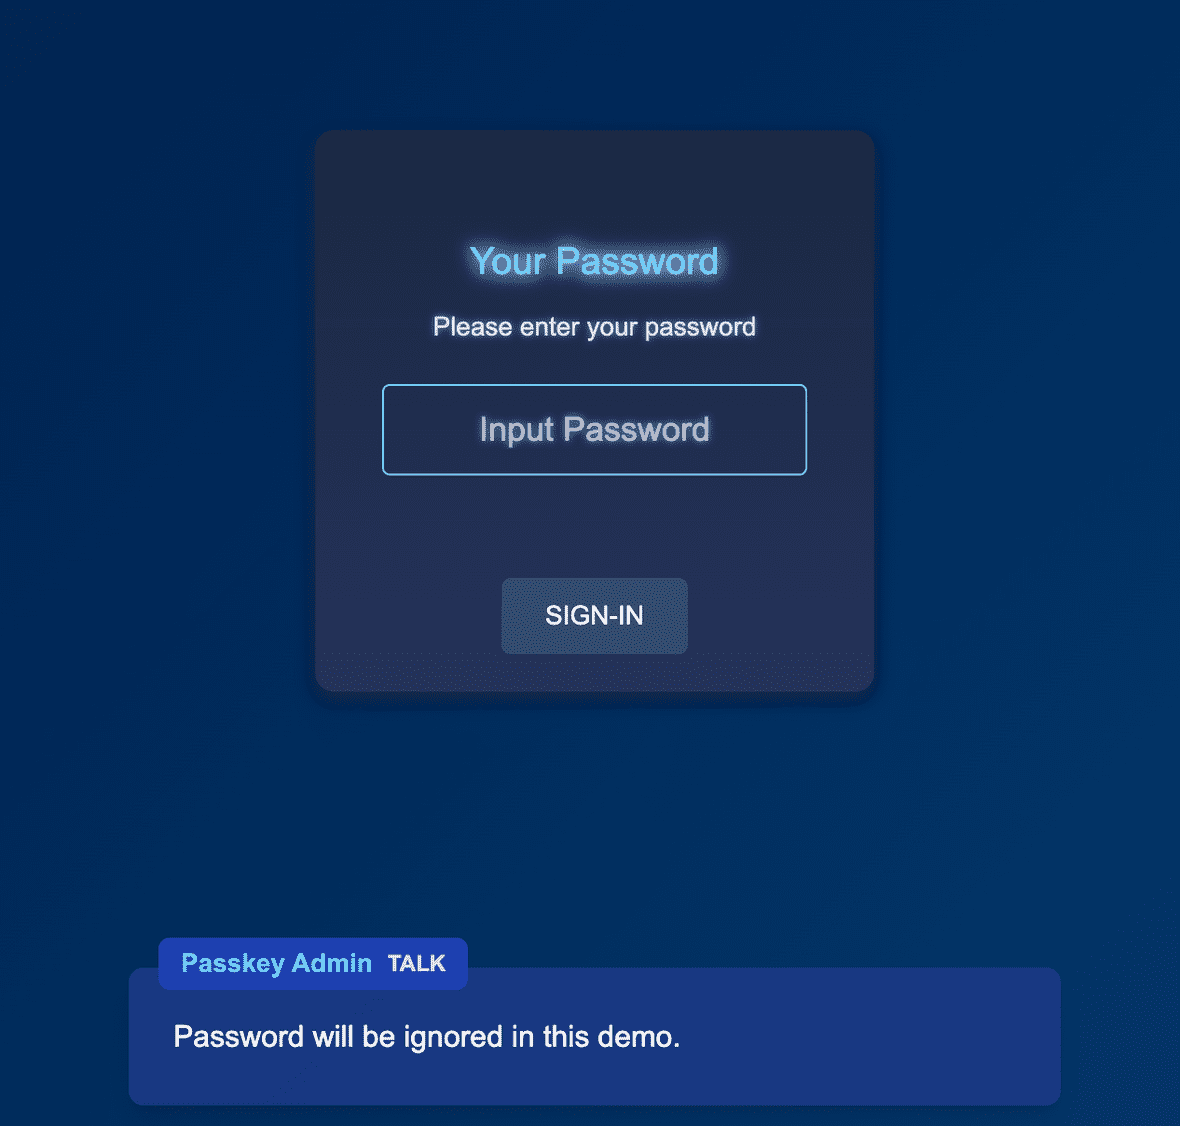 Your Password
Please enter your password
Input Password
SIGN-IN
Passkey Admin TALK
Password will be ignored in this demo.